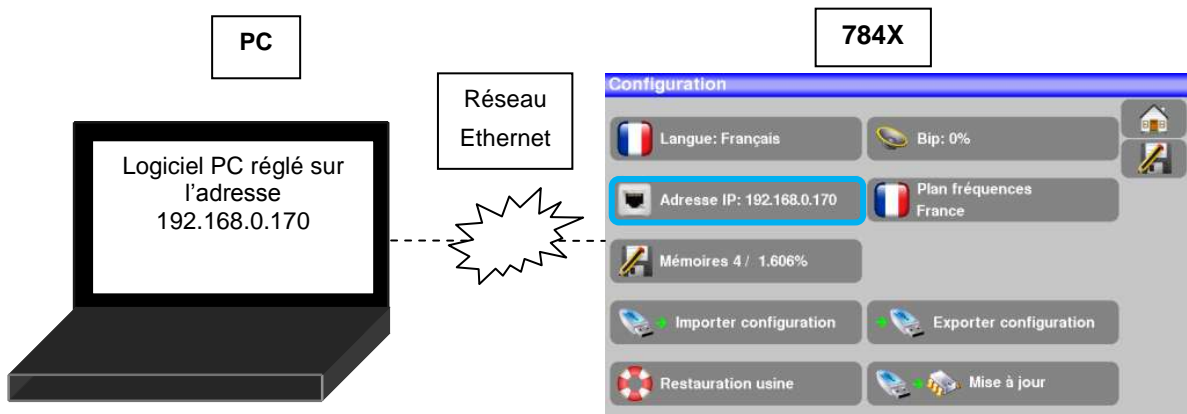 PC
784X
Réseau
Ethernet
Logiciel PC réglé sur
l'adresse
192.168.0.170
Configuration
Langue: Français
Bip: 0%
Adresse IP: 192.168.0.170
Plan fréquences
France
Mémoires 4 / 1.606%
Importer configuration
Exporter configuration
Restauration usine
Mise à jour